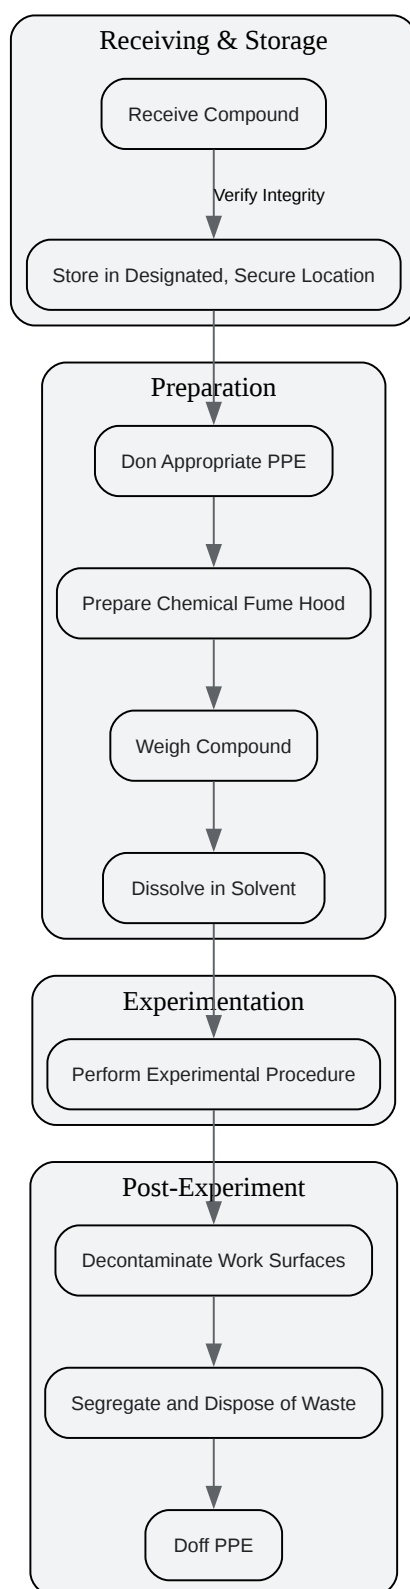 Receiving & Storage
Receive Compound
Verify Integrity
Store in Designated, Secure Location
Preparation
Don Appropriate PPE
Prepare Chemical Fume Hood
Weigh Compound
Dissolve in Solvent
Experimentation
Perform Experimental Procedure
Post-Experiment
Decontaminate Work Surfaces
Segregate and Dispose of Waste
Doff PPE